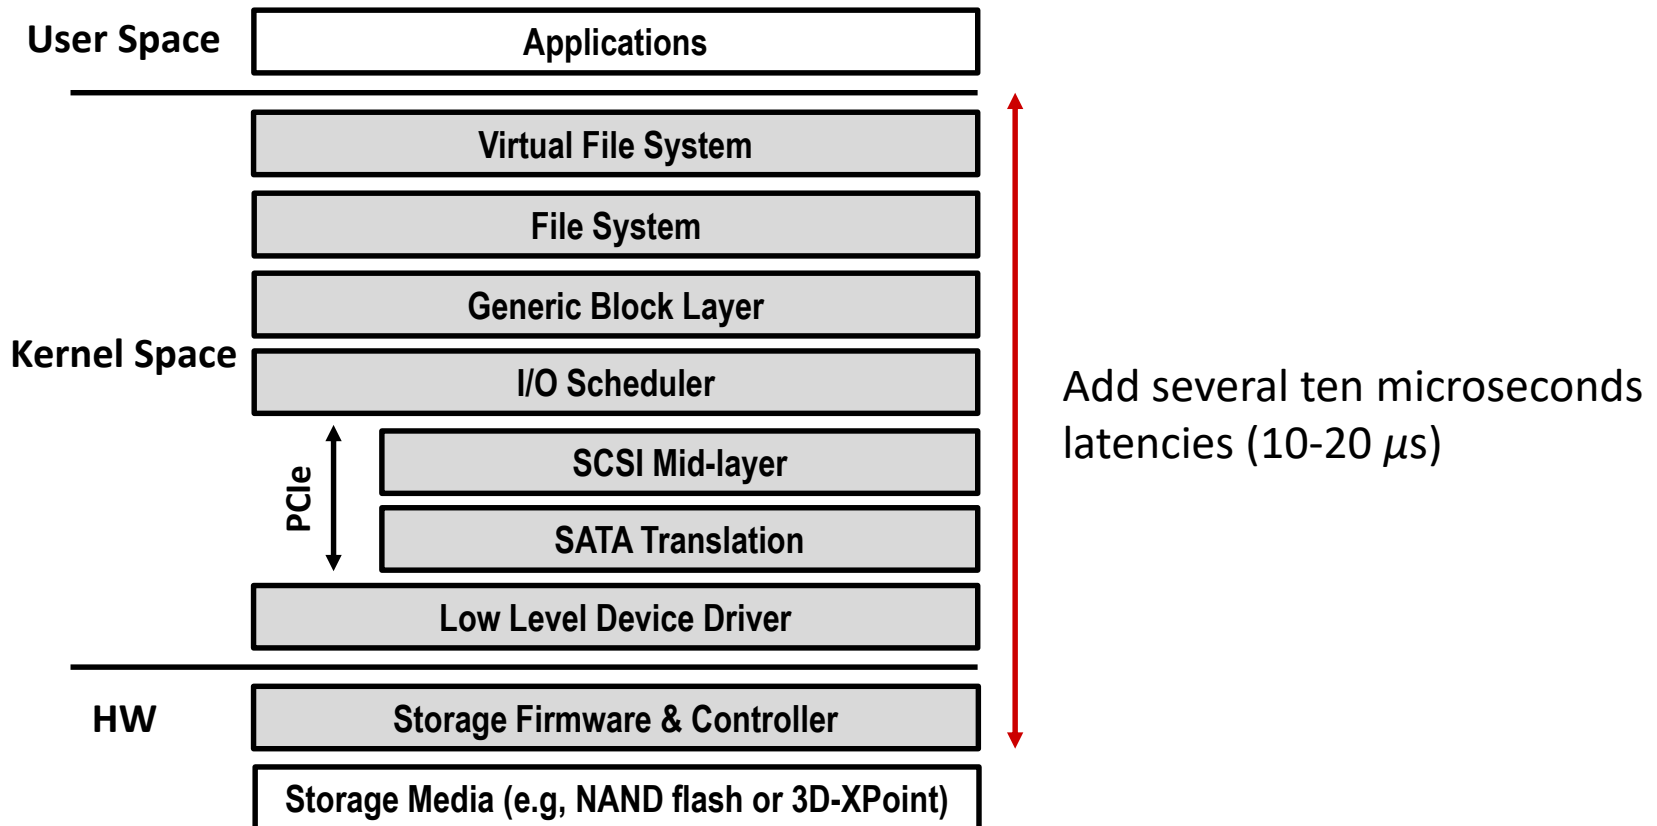 User Space
Applications
Virtual File System
File System
Generic Block Layer
Kernel Space
I/O Scheduler
Add several ten microseconds
latencies (10-20 μs)
PCIe
SCSI Mid-layer
SATA Translation
Low Level Device Driver
HW
Storage Firmware & Controller
Storage Media (e.g, NAND flash or 3D-XPoint)